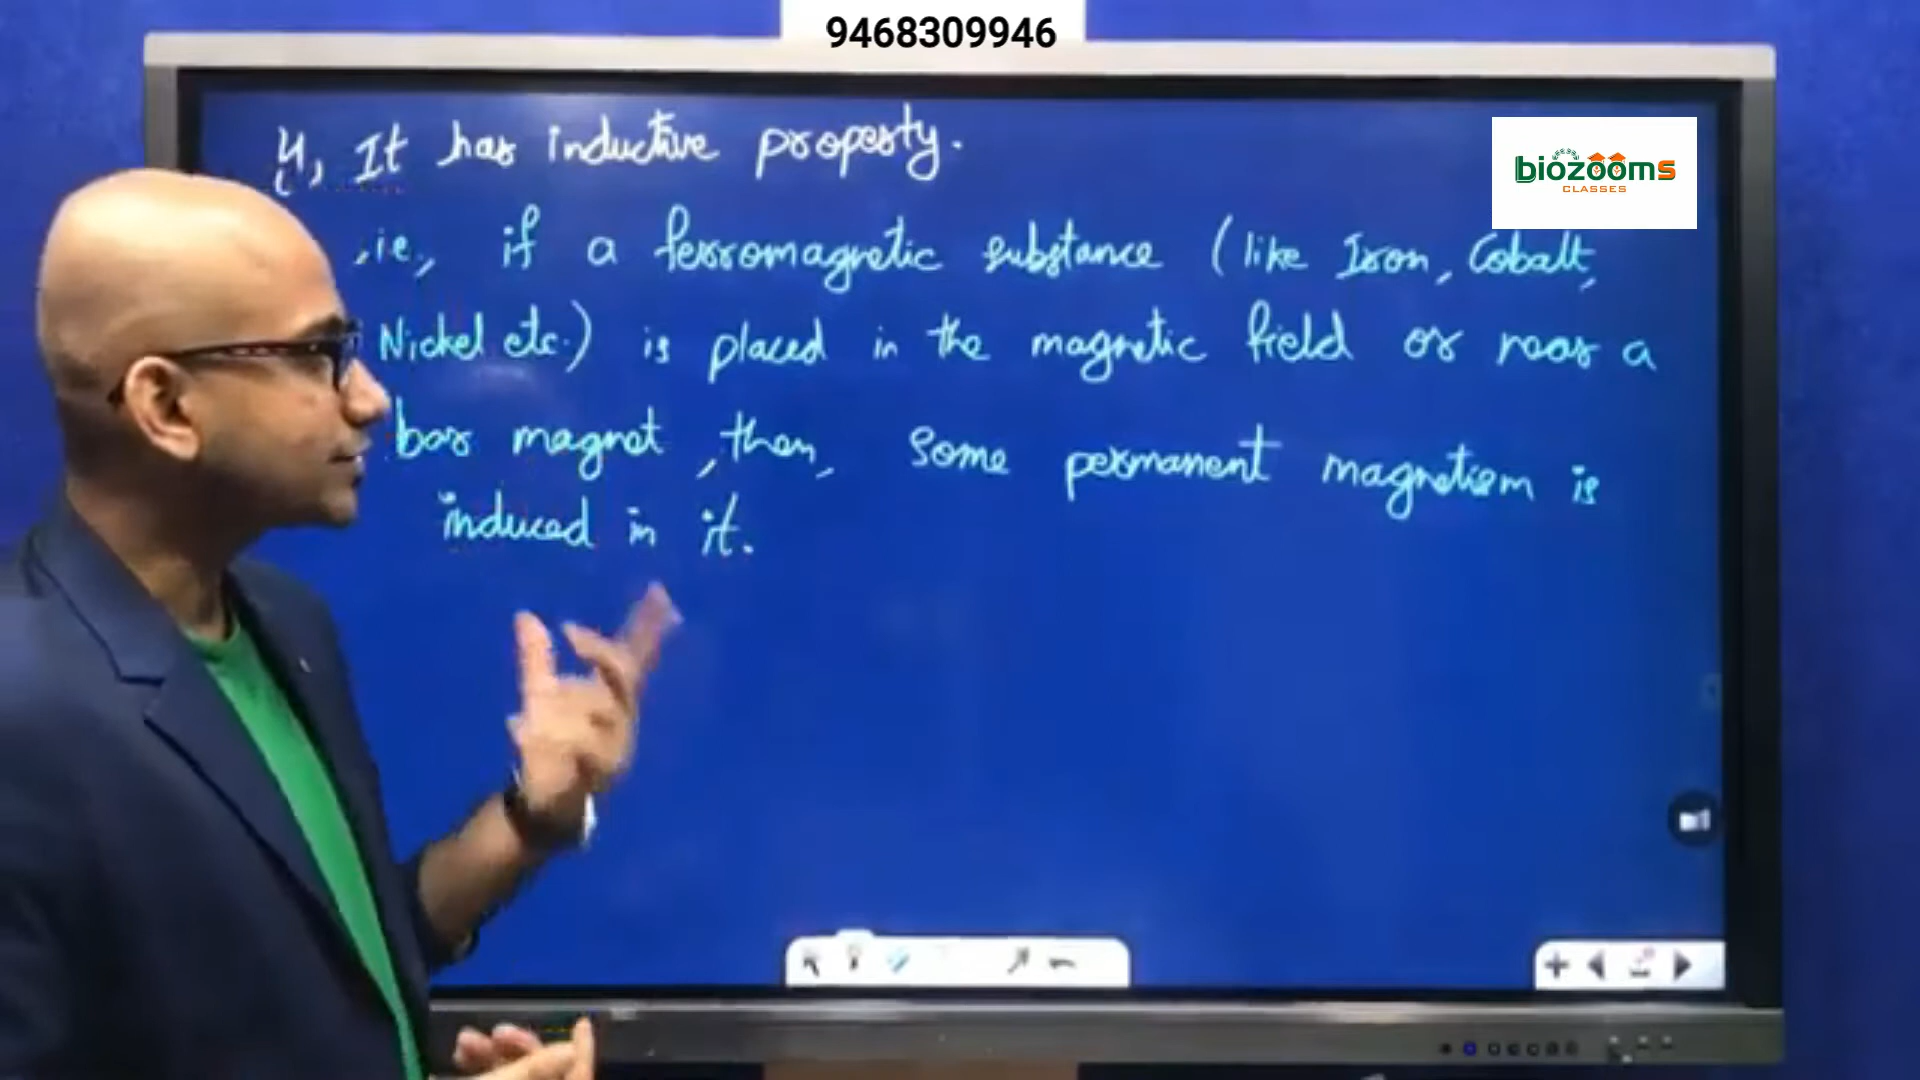 9468309946
biozooms
CLASSES
4, It has inductive property.
ie, if a ferromagnetic substance (like Iron, Cobalt,
Nickel etc.) is placed in the magnetic field or near a
bar magnet, then, some permanent magnetism is
induced in it.